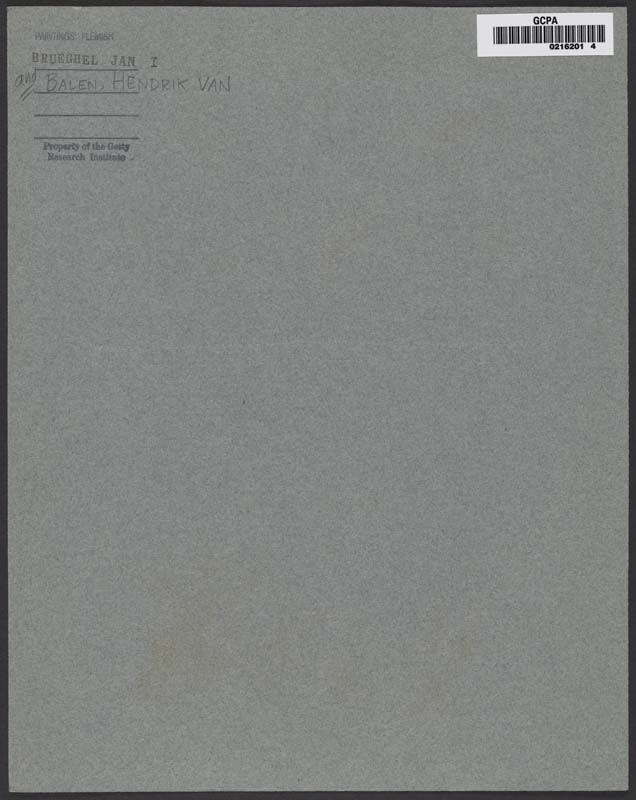 PAINTINGS: FLEMISH
BRUEGHEL JAN I
and BALEN, HENDRIK VAN
Property of the Getty
Research Institute
GCPA
0216201 4